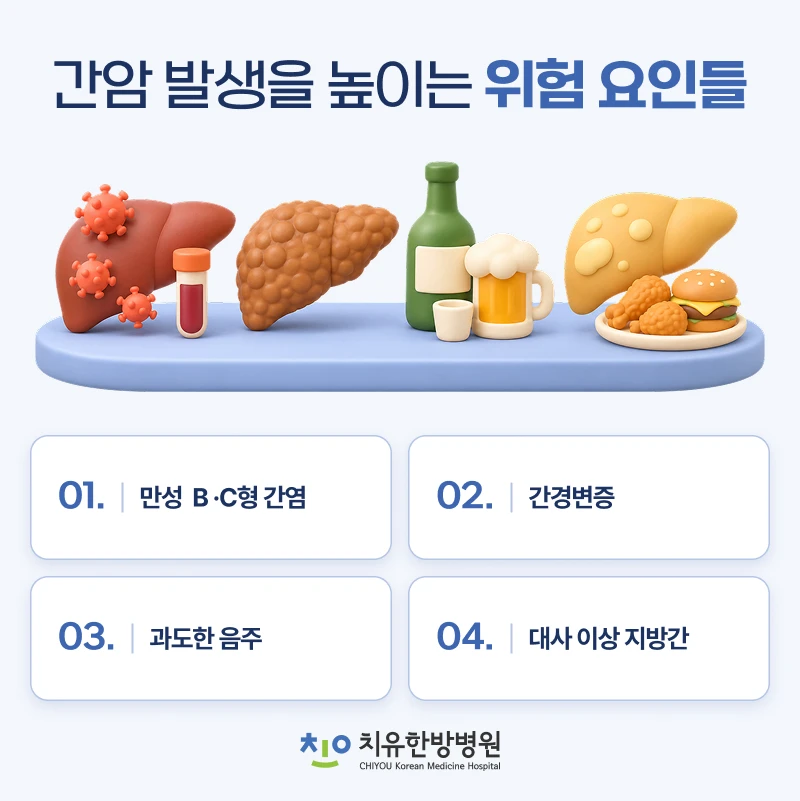 간암 발생을 높이는 위험 요인들
01. 만성 B·C형 간염
02. 간경변증
03. 과도한 음주
04. 대사 이상 지방간
치유 치유한방병원
CHIYOU Korean Medicine Hospital